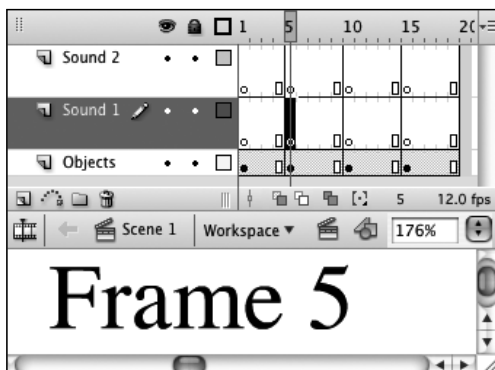 1 5 10 15 20
Sound 2
Sound 1
Objects
5 12.0 fps
Scene 1 Workspace 176%
Frame 5